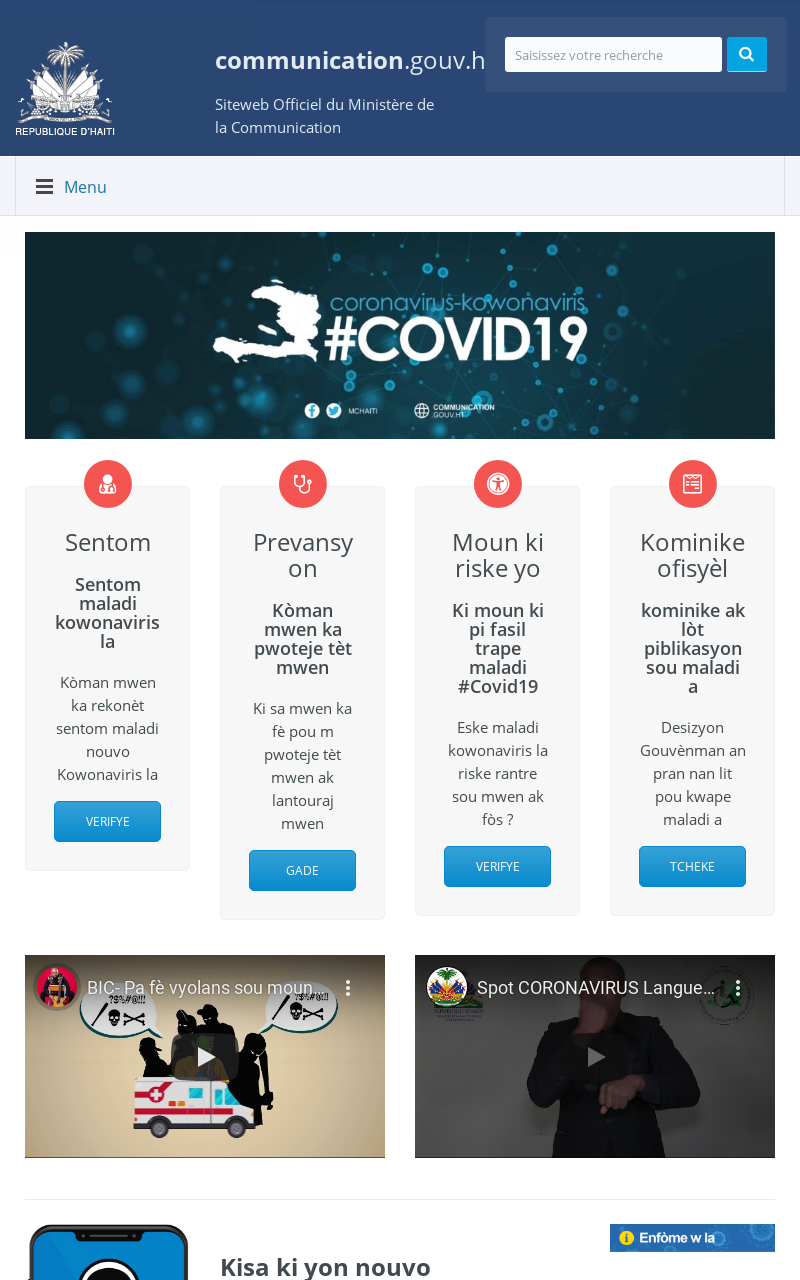 communication.gouv.h
Saisissez votre recherche
Siteweb Officiel du Ministère de
la Communication
REPUBLIQUE D'HAITI
Menu
coronavirus-kowonaviris
#COVID19
MCHAITI
COMMUNICATION
GOUV.HT
Sentom
Sentom
maladi
kowonaviris
la
Kòman mwen
ka rekonèt
sentom maladi
nouvo
Kowonaviris la
VERIFYE
Prevansy
on
Kòman
mwen ka
pwoteje tèt
mwen
Ki sa mwen ka
fè pou m
pwoteje tèt
mwen ak
lantouraj
mwen
GADE
Moun ki
riske yo
Ki moun ki
pi fasil
trape
maladi
#Covid19
Eske maladi
kowonaviris la
riske rantre
sou mwen ak
fòs ?
VERIFYE
Kominike
ofisyèl
kominike ak
lòt
piblikasyon
sou maladi
a
Desizyon
Gouvènman an
pran nan lit
pou kwape
maladi a
TCHEKE
BIC- Pa fè vyolans sou moun...
?$%#@!!!
?$%#@!!!
Spot CORONAVIRUS Langue...
Kisa ki yon nouvo
Enfòme w la